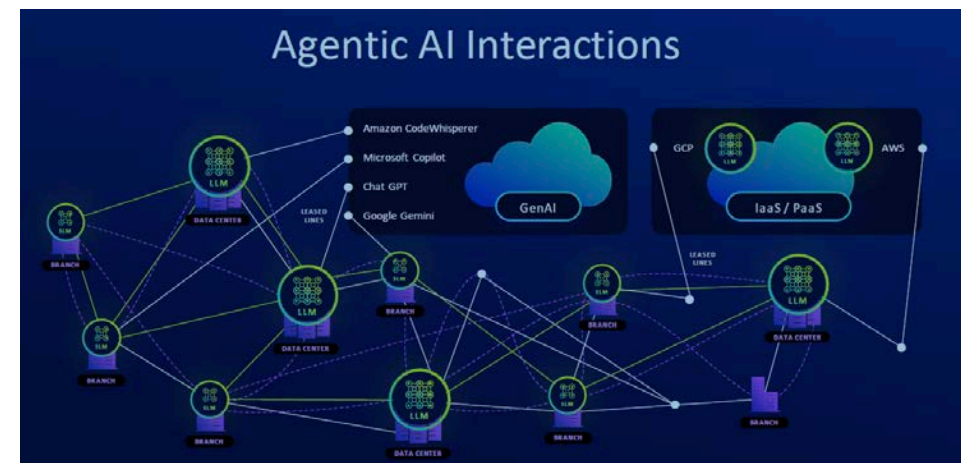 Agentic AI Interactions
Amazon CodeWhisperer
Microsoft Copilot
Chat GPT
Google Gemini
GenAI
GCP
LLM
LLM
AWS
IaaS / PaaS
LLM
DATA CENTER
LEASED
LINES
SLM
BRANCH
LLM
DATA CENTER
SLM
BRANCH
SLM
SLM
BRANCH
LEASED
LINES
LLM
DATA CENTER
SLM
BRANCH
LLM
DATA CENTER
SLM
BRANCH
BRANCH